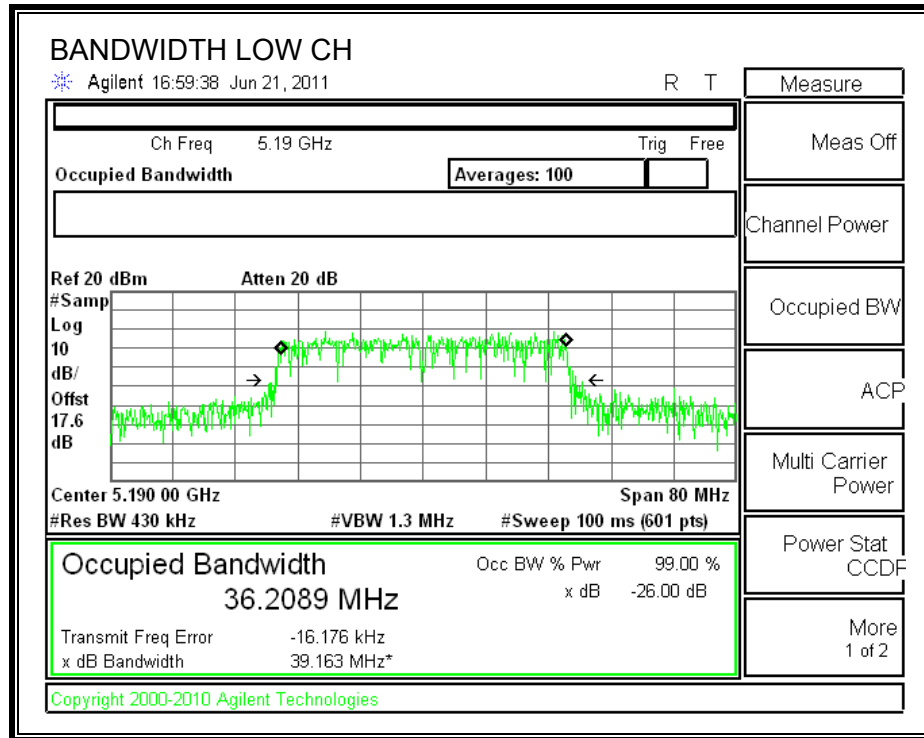 BANDWIDTH LOW CH
Agilent 16:59:38 Jun 21, 2011 R T
Measure
Ch Freq 5.19 GHz Trig Free
Meas Off
Occupied Bandwidth Averages: 100
Channel Power
Ref 20 dBm Atten 20 dB
#Samp
Log
10
dB/
Offst
17.6
dB
Occupied BW
ACP
Center 5.190 00 GHz Span 80 MHz
#Res BW 430 kHz #VBW 1.3 MHz #Sweep 100 ms (601 pts)
Multi Carrier
Power
Occupied Bandwidth Occ BW % Pwr 99.00 %
36.2089 MHz x dB -26.00 dB
Power Stat
CCDF
Transmit Freq Error -16.176 kHz
x dB Bandwidth 39.163 MHz*
More
1 of 2
Copyright 2000-2010 Agilent Technologies